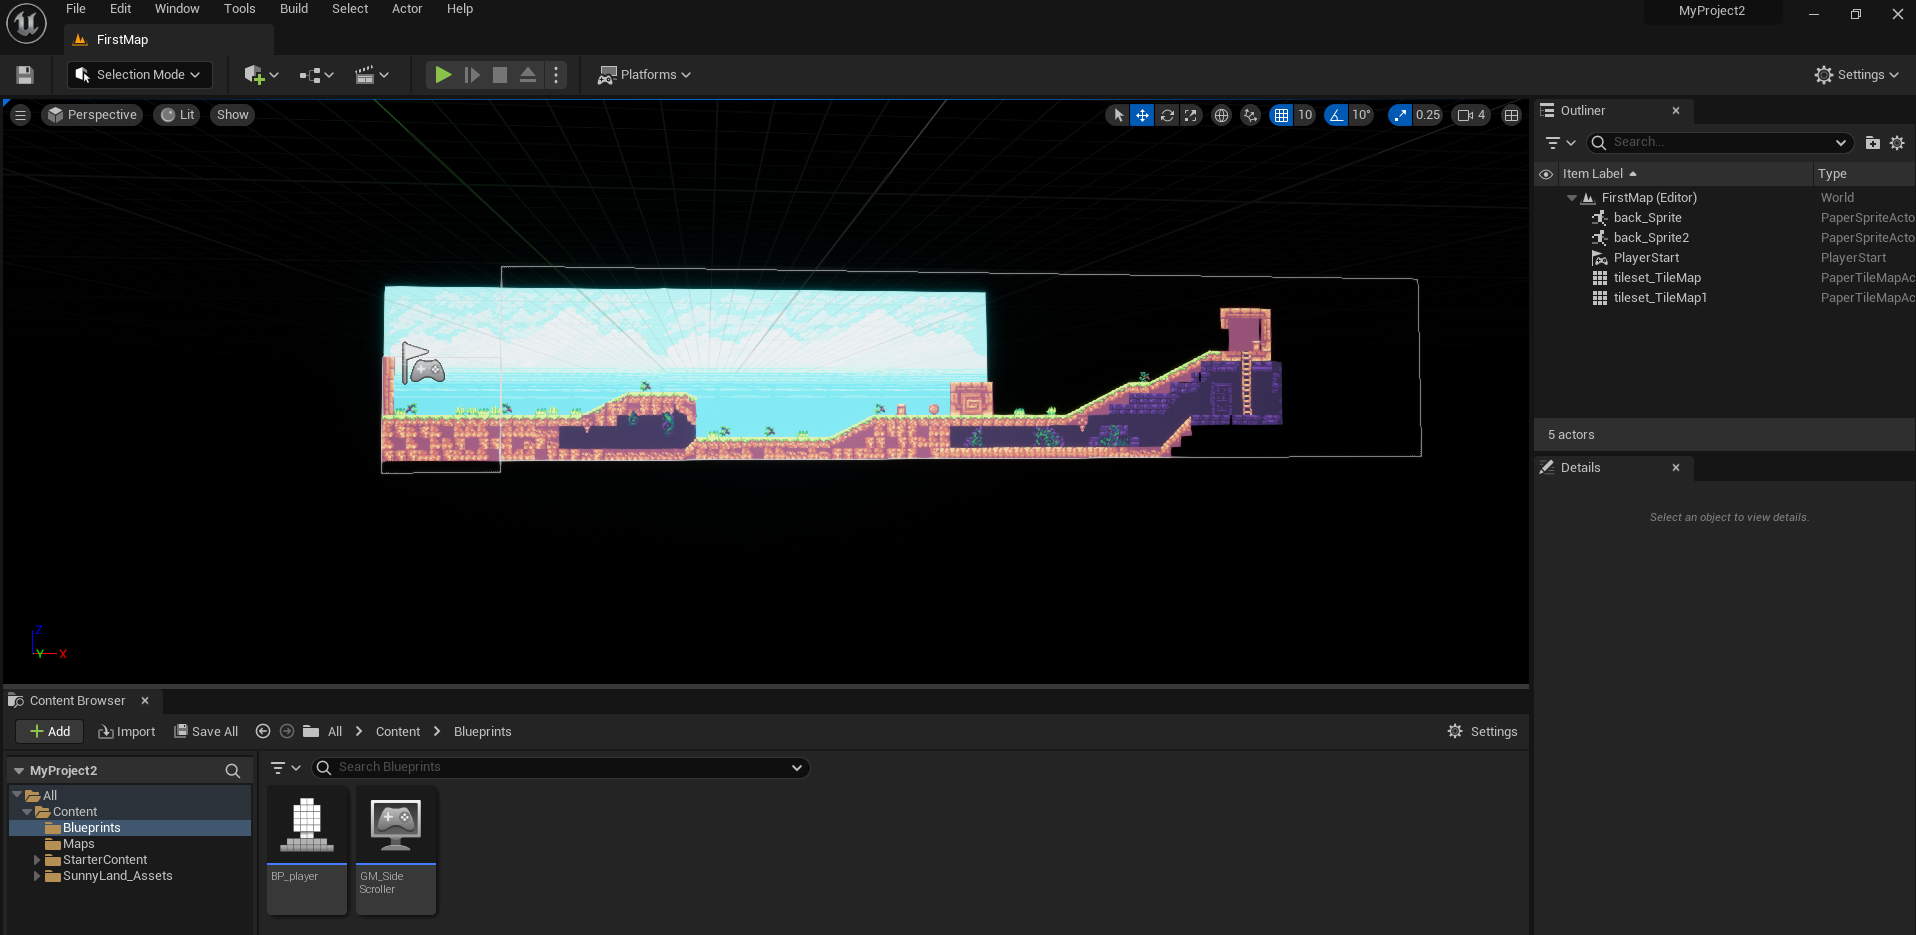 File Edit Window Tools Build Select Actor Help
MyProject2
FirstMap
Selection Mode
Platforms
Settings
Perspective Lit Show
10 10° 0.25 4
Outliner
Search...
Item Label Type
FirstMap (Editor) World
back_Sprite PaperSpriteActo
back_Sprite2 PaperSpriteActo
PlayerStart PlayerStart
tileset_TileMap PaperTileMapAc
tileset_TileMap1 PaperTileMapAc
5 actors
Details
Select an object to view details.
Z
Y X
Content Browser
Add Import Save All All Content Blueprints Settings
MyProject2
Search Blueprints
All
Content
Blueprints
Maps
StarterContent
SunnyLand_Assets
BP_player
GM_Side
Scroller